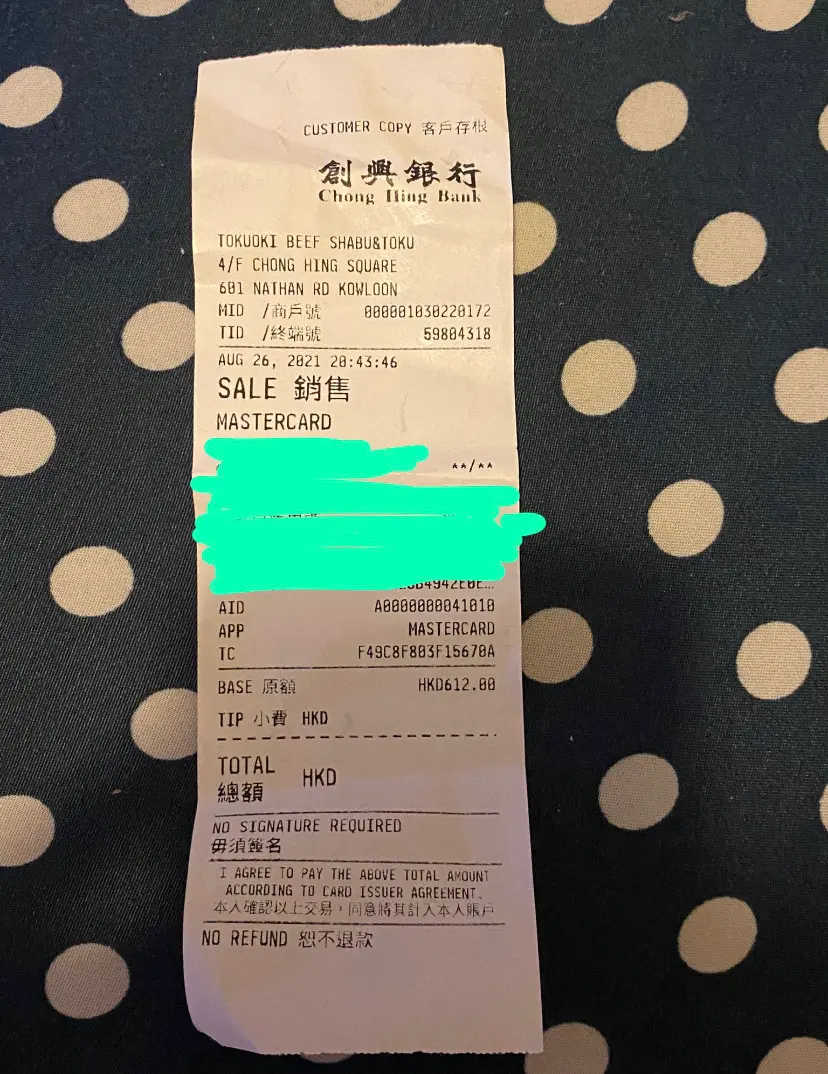 CUSTOMER COPY 客戶存根
創興銀行
Chong Hing Bank
TOKUOKI BEEF SHABU&TOKU
4/F CHONG HING SQUARE
601 NATHAN RD KOWLOON
MID /商戶號 000001030220172
TID /終端號 59804318
AUG 26, 2021 20:43:46
SALE 銷售
MASTERCARD
**/**
AID A0000000041010
APP MASTERCARD
TC F49C8F803F15670A
BASE 原額 HKD612.00
TIP 小費 HKD
TOTAL HKD
總額
NO SIGNATURE REQUIRED
毋須簽名
I AGREE TO PAY THE ABOVE TOTAL AMOUNT
ACCORDING TO CARD ISSUER AGREEMENT.
本人確認以上交易，同意將其計入本人賬戶
NO REFUND 恕不退款